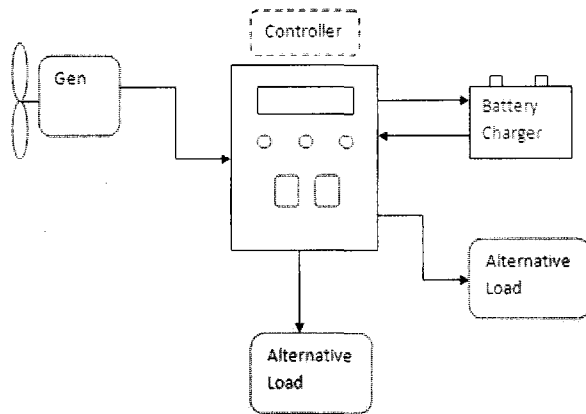 Controller
Gen
Battery
Charger
Alternative
Load
Alternative
Load